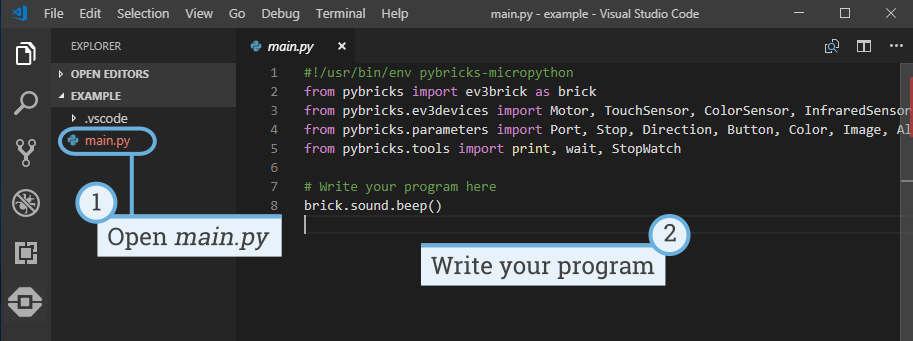 File Edit Selection View Go Debug Terminal Help main.py - example - Visual Studio Code
EXPLORER
OPEN EDITORS
EXAMPLE
.vscode
main.py
1
Open main.py
main.py
1 #!/usr/bin/env pybricks-micropython
2 from pybricks import ev3brick as brick
3 from pybricks.ev3devices import Motor, TouchSensor, ColorSensor, InfraredSensor
4 from pybricks.parameters import Port, Stop, Direction, Button, Color, Image, Al
5 from pybricks.tools import print, wait, StopWatch
6
7 # Write your program here
8 brick.sound.beep()
2
Write your program